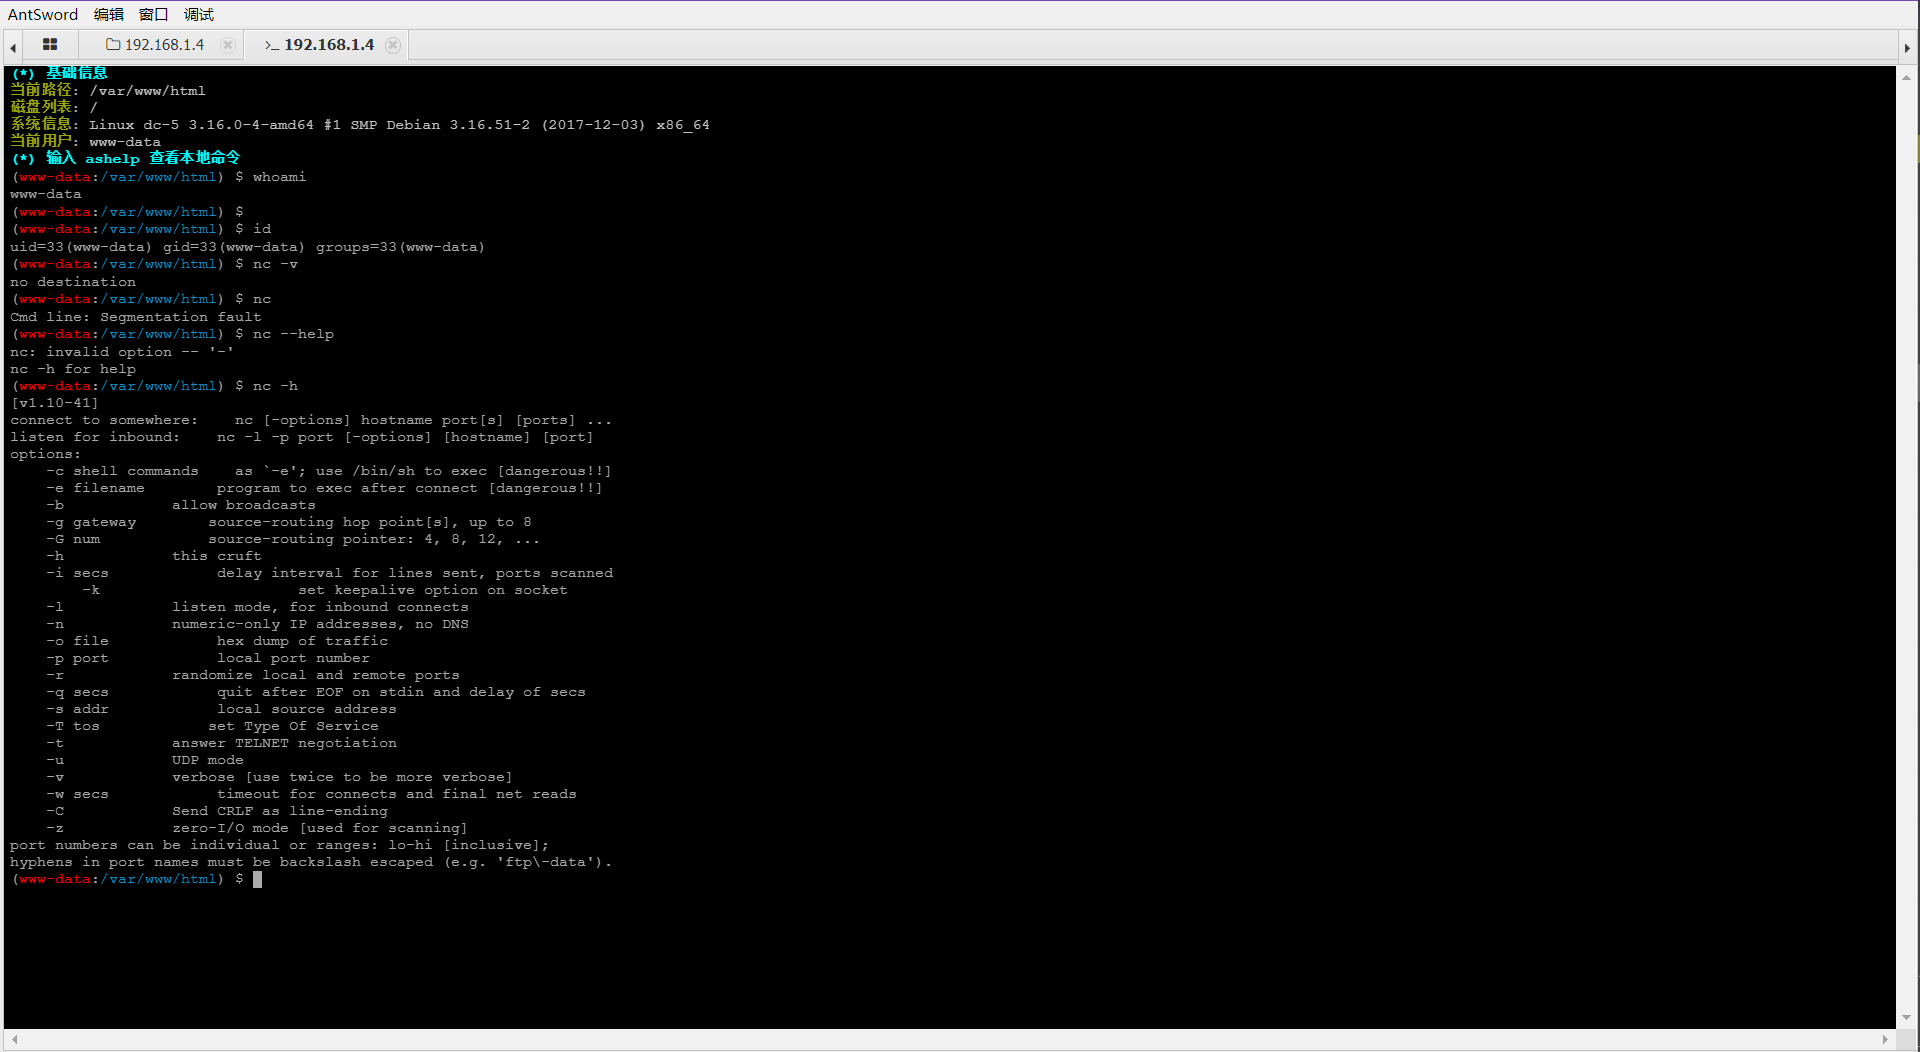 AntSword 编辑 窗口 调试
192.168.1.4 >_ 192.168.1.4
(*) 基础信息
当前路径: /var/www/html
磁盘列表: /
系统信息: Linux dc-5 3.16.0-4-amd64 #1 SMP Debian 3.16.51-2 (2017-12-03) x86_64
当前用户: www-data
(*) 输入 ashelp 查看本地命令
(www-data:/var/www/html) $ whoami
www-data
(www-data:/var/www/html) $
(www-data:/var/www/html) $ id
uid=33(www-data) gid=33(www-data) groups=33(www-data)
(www-data:/var/www/html) $ nc -v
no destination
(www-data:/var/www/html) $ nc
Cmd line: Segmentation fault
(www-data:/var/www/html) $ nc --help
nc: invalid option -- '-'
nc -h for help
(www-data:/var/www/html) $ nc -h
[v1.10-41]
connect to somewhere: nc [-options] hostname port[s] [ports] ...
listen for inbound: nc -l -p port [-options] [hostname] [port]
options:
-c shell commands as `-e'; use /bin/sh to exec [dangerous!!]
-e filename program to exec after connect [dangerous!!]
-b allow broadcasts
-g gateway source-routing hop point[s], up to 8
-G num source-routing pointer: 4, 8, 12, ...
-h this cruft
-i secs delay interval for lines sent, ports scanned
-k set keepalive option on socket
-l listen mode, for inbound connects
-n numeric-only IP addresses, no DNS
-o file hex dump of traffic
-p port local port number
-r randomize local and remote ports
-q secs quit after EOF on stdin and delay of secs
-s addr local source address
-T tos set Type Of Service
-t answer TELNET negotiation
-u UDP mode
-v verbose [use twice to be more verbose]
-w secs timeout for connects and final net reads
-C Send CRLF as line-ending
-z zero-I/O mode [used for scanning]
port numbers can be individual or ranges: lo-hi [inclusive];
hyphens in port names must be backslash escaped (e.g. 'ftp\-data').
(www-data:/var/www/html) $